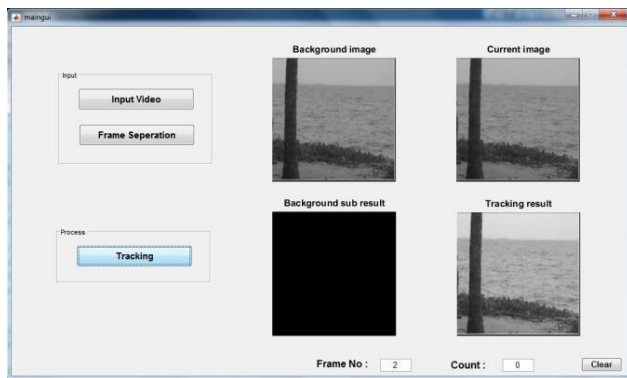 maingui
Background image
Current image
Input
Input Video
Frame Seperation
Background sub result
Tracking result
Process
Tracking
Frame No : 2 Count : 0 Clear